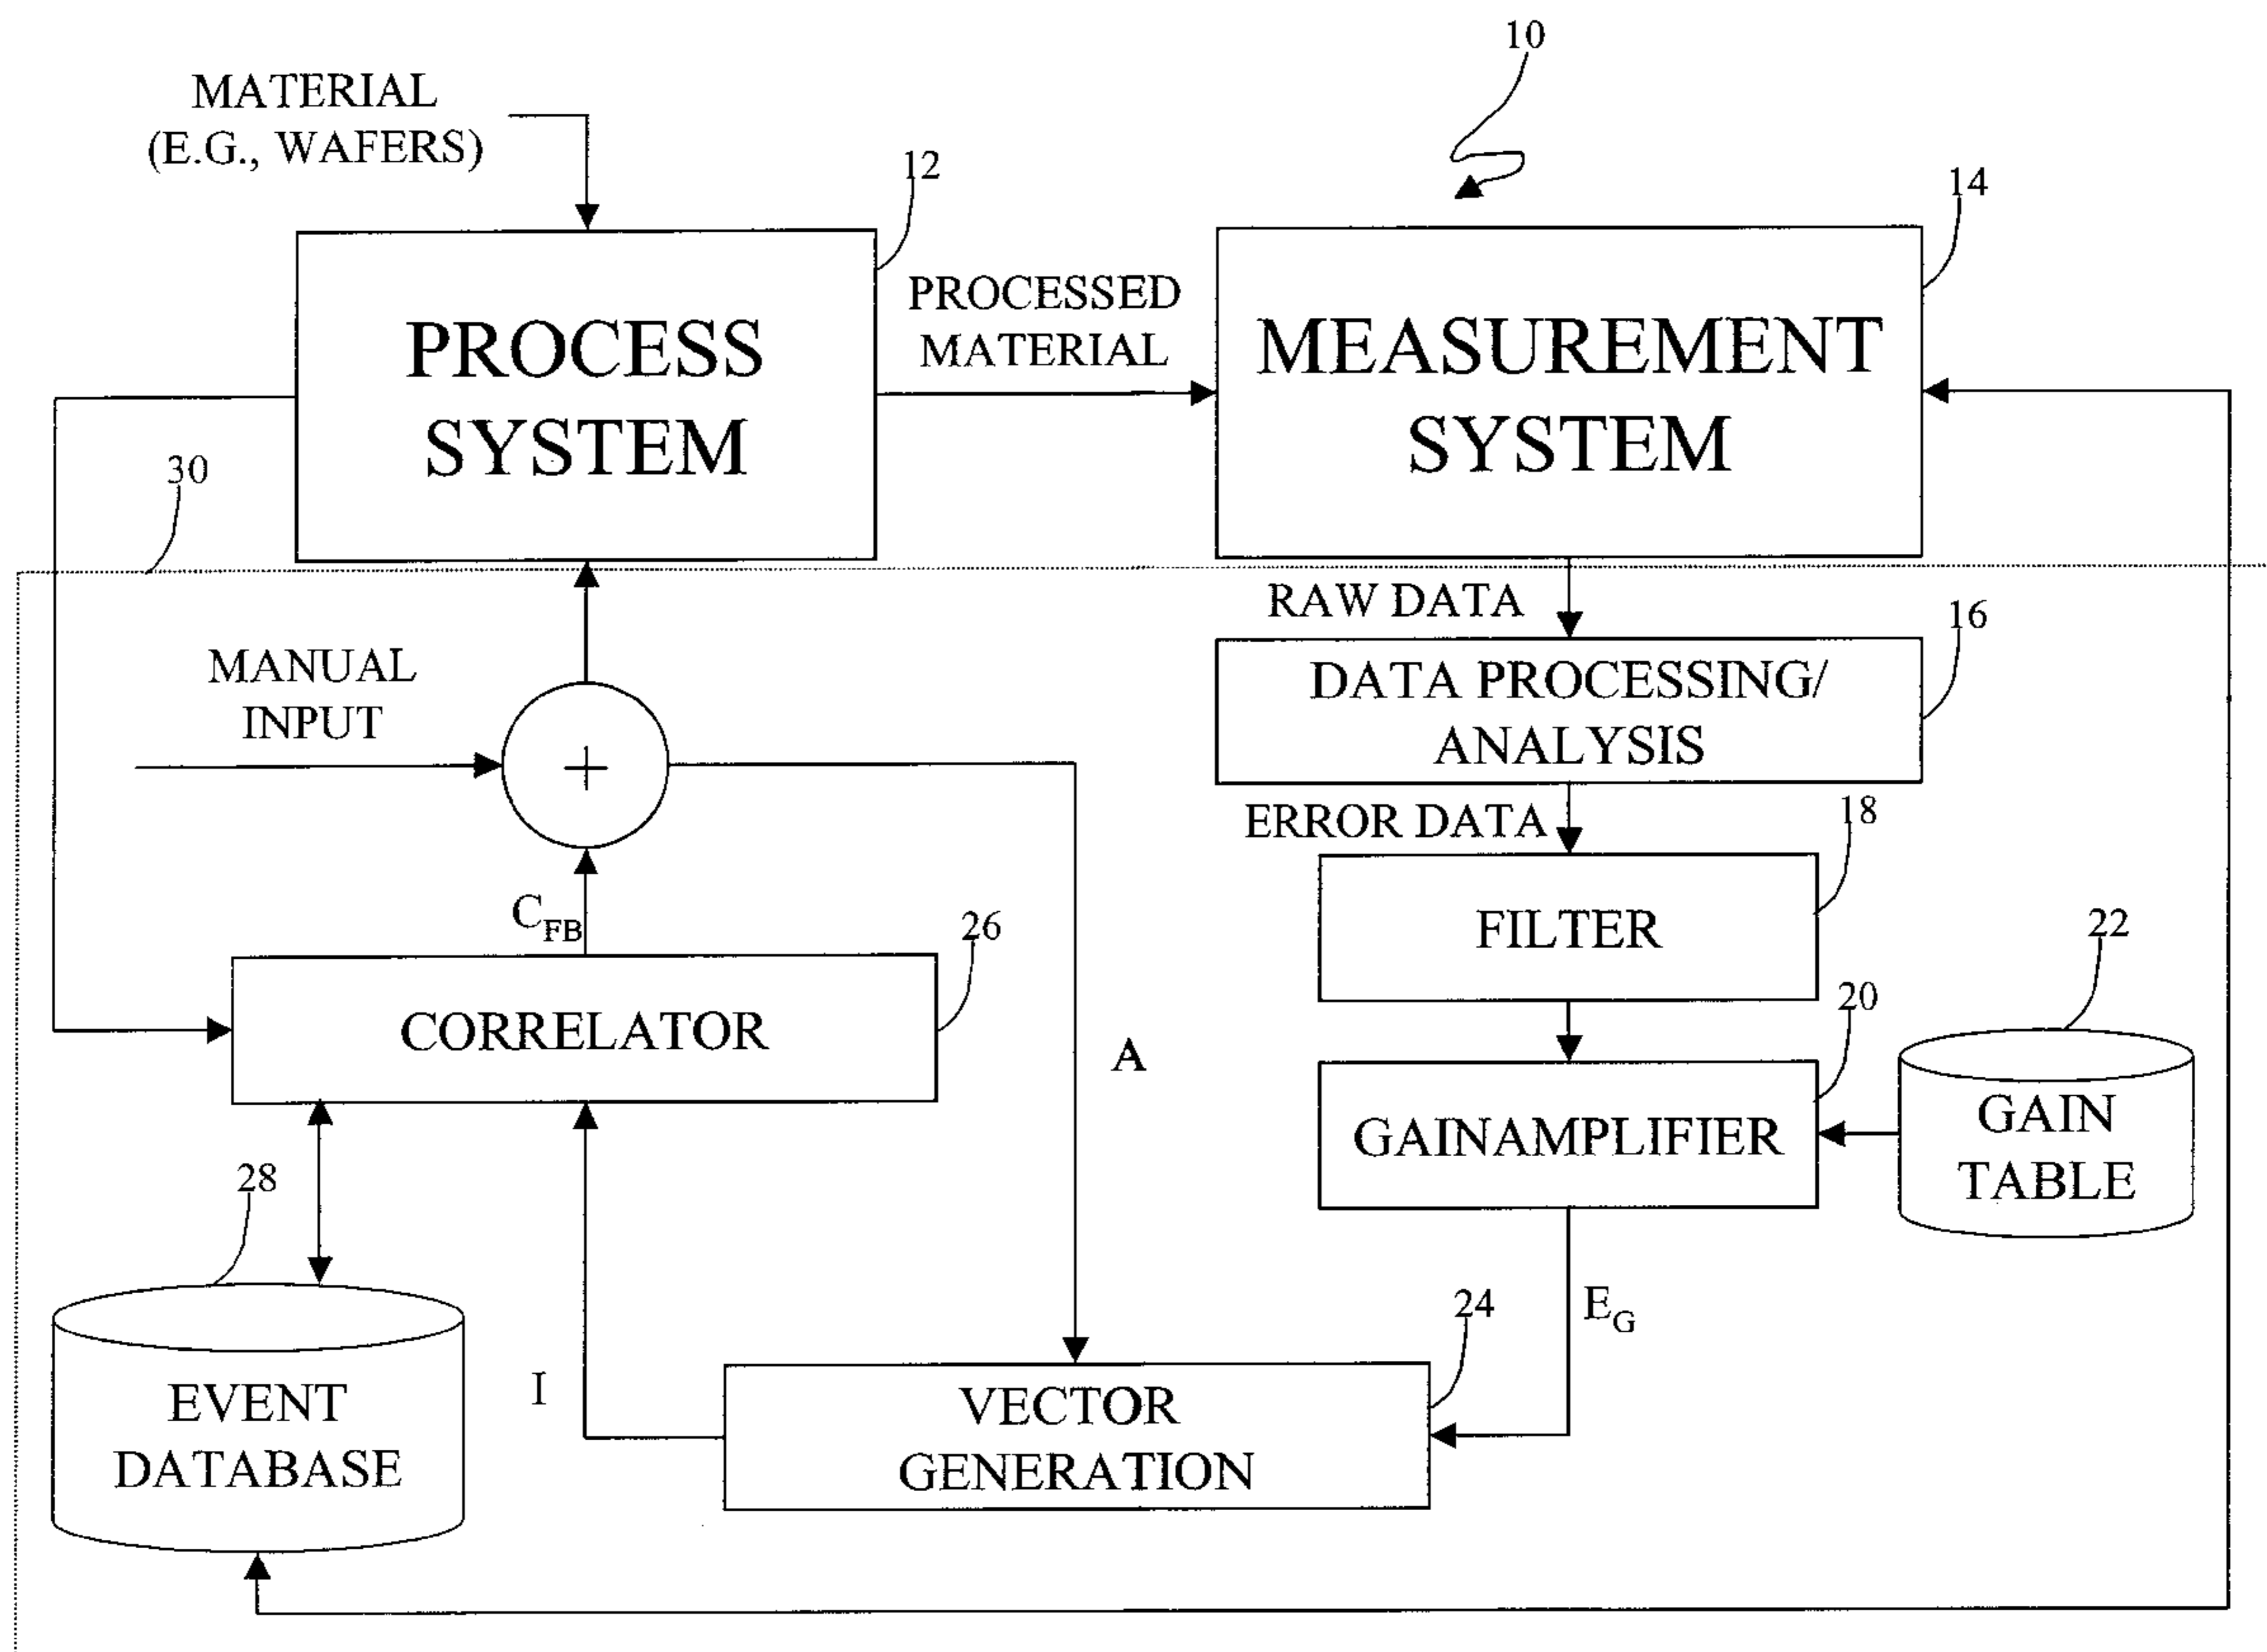 10
MATERIAL
(E.G., WAFERS)
12
14
PROCESS
SYSTEM
PROCESSED
MATERIAL
MEASUREMENT
SYSTEM
30
RAW DATA
16
MANUAL
INPUT
+
DATA PROCESSING/
ANALYSIS
ERROR DATA
18
CFB
26
FILTER
22
20
CORRELATOR
A
GAINAMPLIFIER
GAIN
TABLE
28
EG
24
I
EVENT
DATABASE
VECTOR
GENERATION